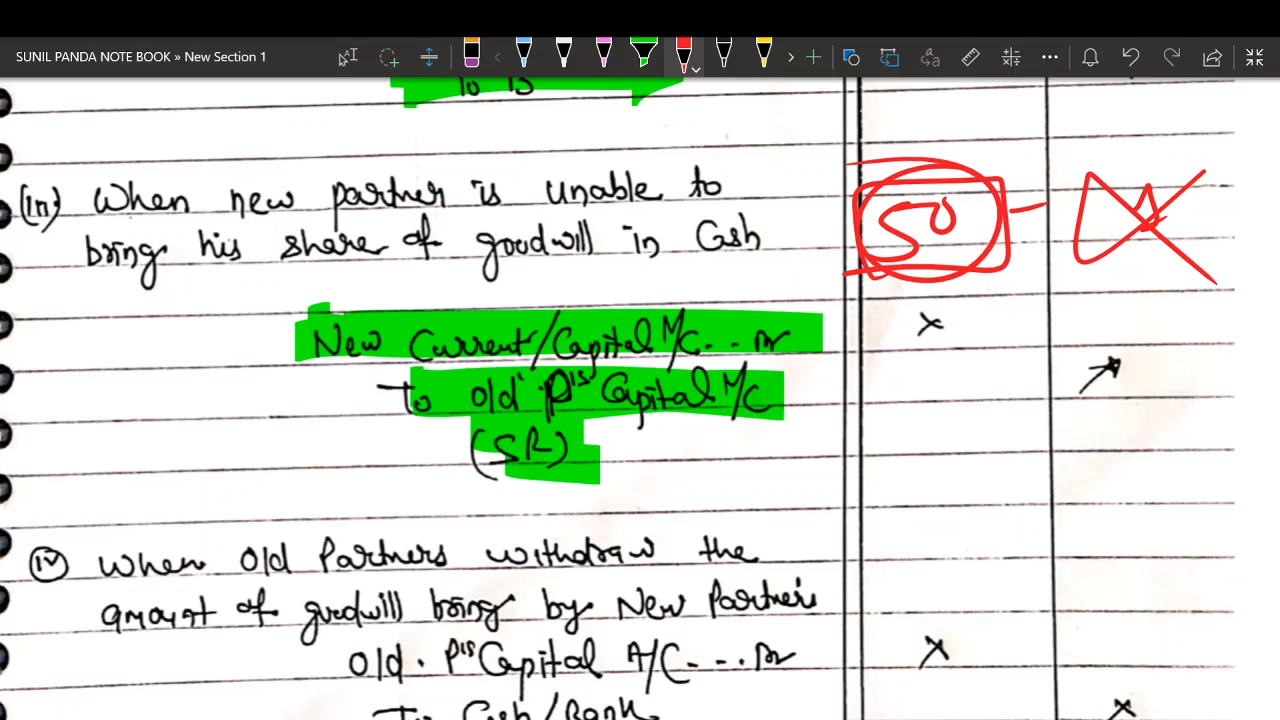 SUNIL PANDA NOTE BOOK » New Section 1
(iii) When new partner is unable to
bring his share of goodwill in Cash
50
New Current/Capital A/C... Dr
x
To old P's Capital A/C
(SR)
(iv) When Old Partners withdraw the
amount of goodwill bring by New Partner's
Old. P's Capital A/C --- Dr
x
To Cash/Bank
x